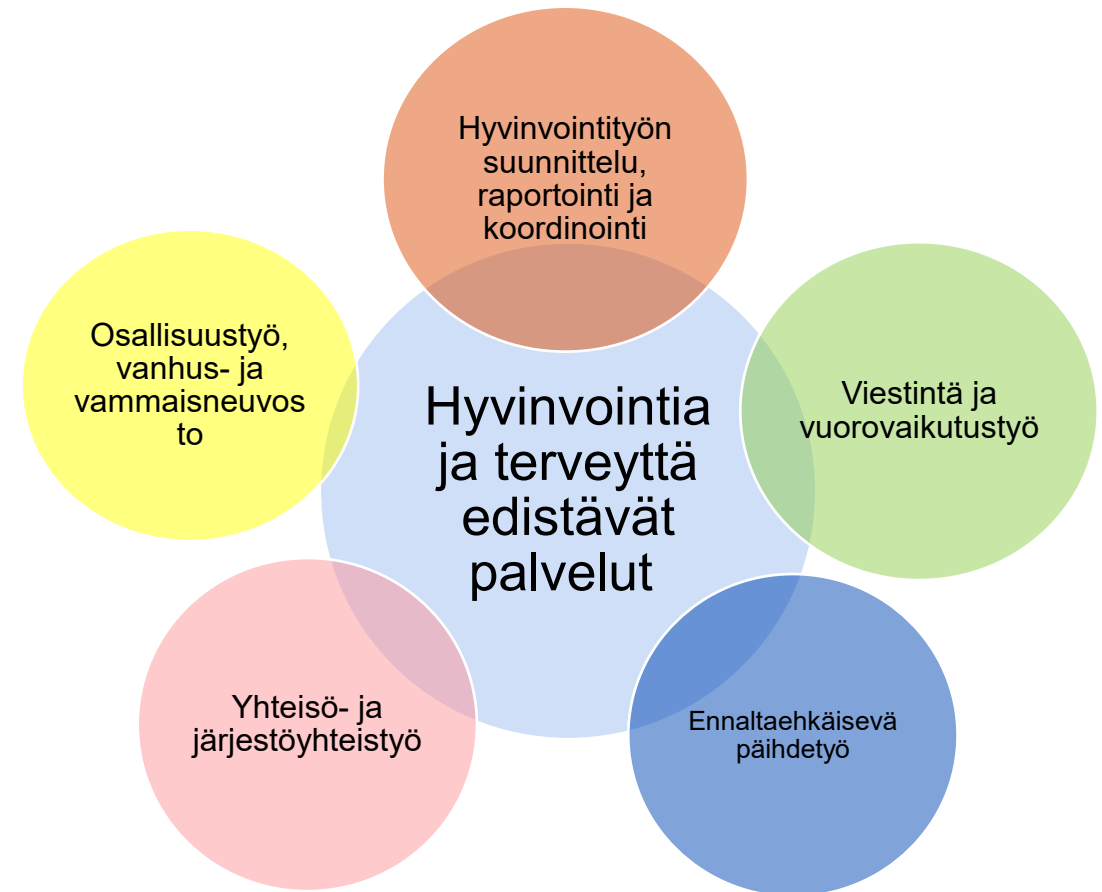 Hyvinvointityön
suunnittelu,
raportointi ja
koordinointi
Osallisuustyö,
vanhus- ja
vammaisneuvos
to
Hyvinvointia
ja terveyttä
edistävät
palvelut
Viestintä ja
vuorovaikutustyö
Yhteisö- ja
järjestöyhteistyö
Ennaltaehkäisevä
päihdetyö